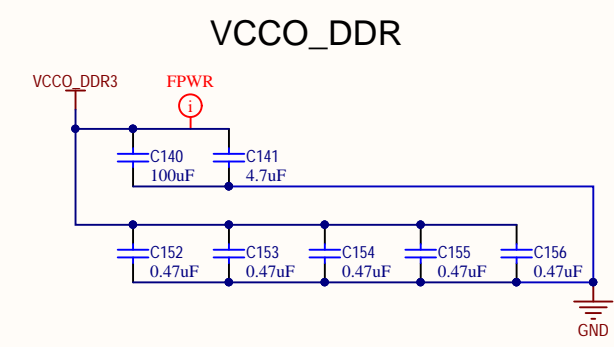 VCCO_DDR
VCCO_DDR3
FPWR
i
C140
100uF
C141
4.7uF
C152
0.47uF
C153
0.47uF
C154
0.47uF
C155
0.47uF
C156
0.47uF
GND